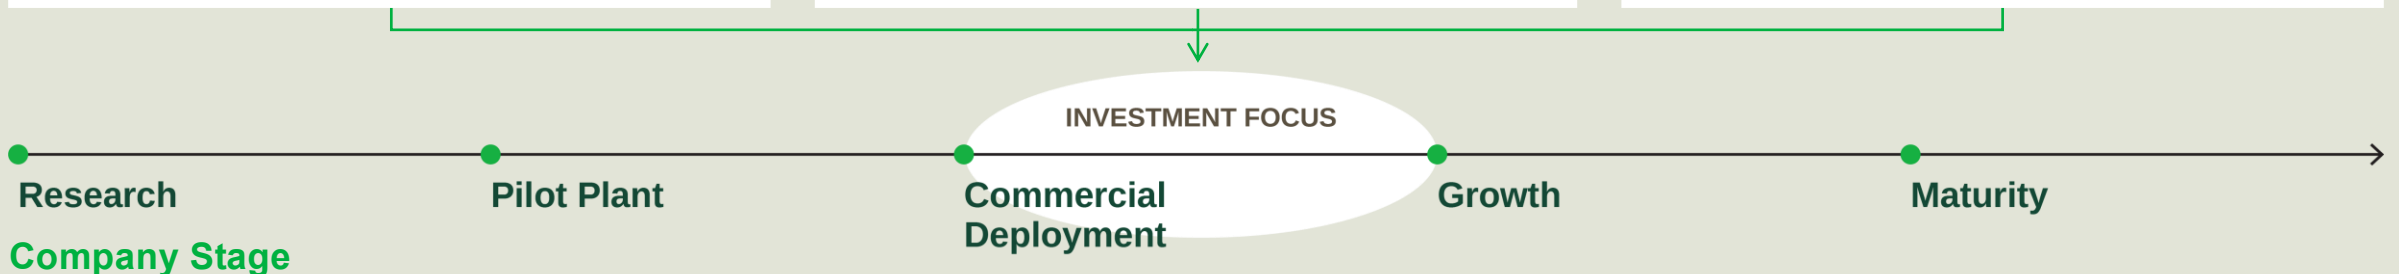 INVESTMENT FOCUS
Research
Pilot Plant
Commercial
Deployment
Growth
Maturity
Company Stage